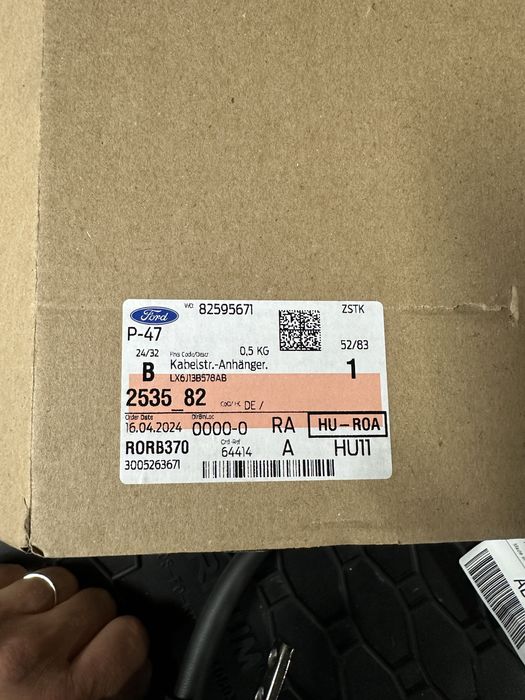 Ford
WO: 82595671
ZSTK
P-47
24/32
0,5 KG
52/83
B
Kabelstr.-Anhänger.
1
LX6J13B578AB
2535_82
DE /
Order Date
16.04.2024
0000-0
RA
HU-ROA
RORB370
Ord-Ref
64414
A
HU11
3005263671